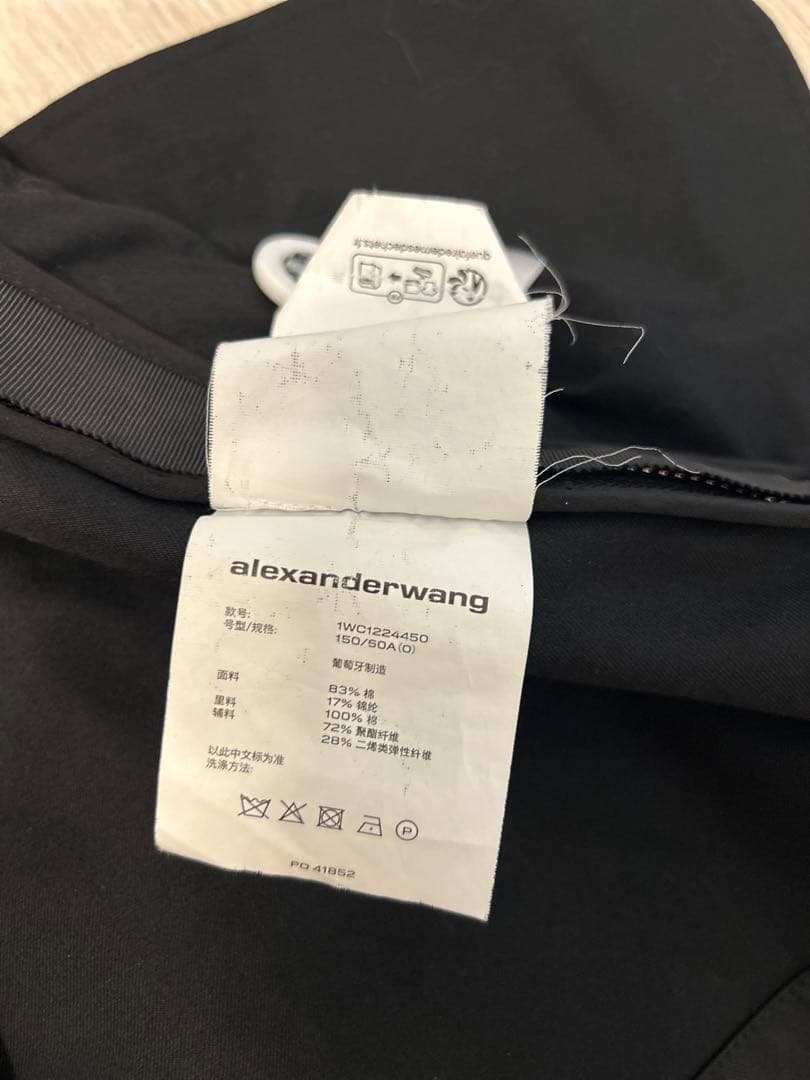 quefairedemesdechets.fr
alexanderwang
款号: 1WC1224450
号型/规格: 150/50A(0)
葡萄牙制造
面料 83% 棉
17% 锦纶
里料 100% 棉
辅料 72% 聚酯纤维
28% 二烯类弹性纤维
以此中文标为准
洗涤方法:
P
PO 41852